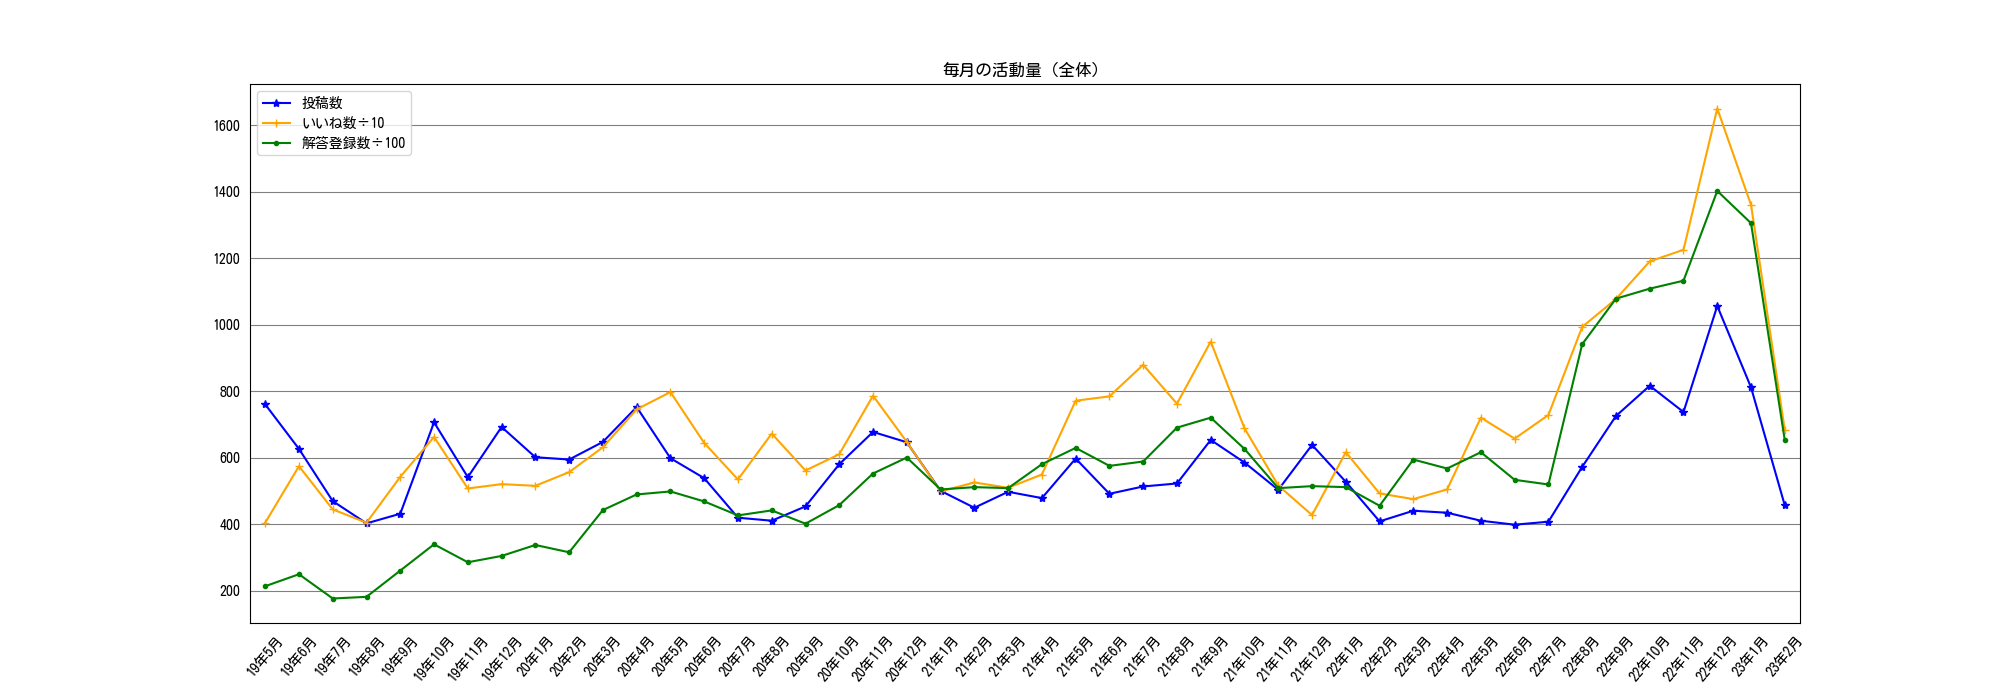 毎月の活動量（全体）
投稿数
いいね数÷10
解答登録数÷100
1600
1400
1200
1000
800
600
400
200
19年5月
19年6月
19年7月
19年8月
19年9月
19年10月
19年11月
19年12月
20年1月
20年2月
20年3月
20年4月
20年5月
20年6月
20年7月
20年8月
20年9月
20年10月
20年11月
20年12月
21年1月
21年2月
21年3月
21年4月
21年5月
21年6月
21年7月
21年8月
21年9月
21年10月
21年11月
21年12月
22年1月
22年2月
22年3月
22年4月
22年5月
22年6月
22年7月
22年8月
22年9月
22年10月
22年11月
22年12月
23年1月
23年2月